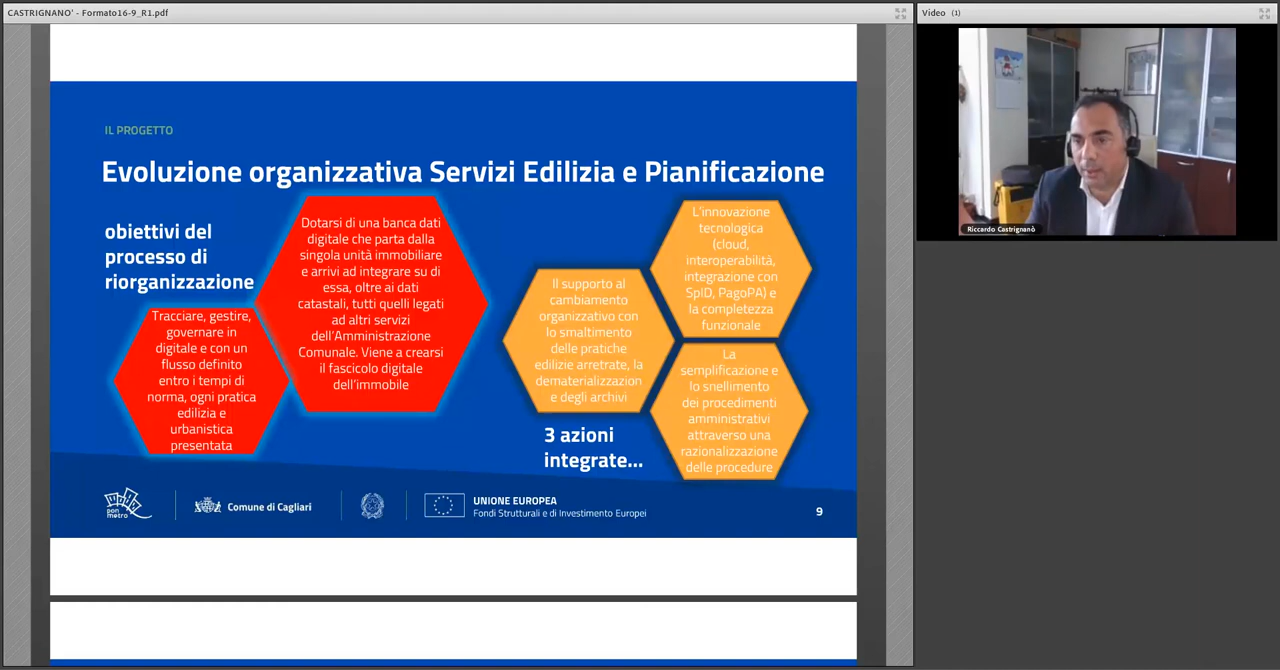 CASTRIGNANO' - Formato16-9_R1.pdf
Video (1)
Riccardo Castrignanò
IL PROGETTO
Evoluzione organizzativa Servizi Edilizia e Pianificazione
obiettivi del
processo di
riorganizzazione
Tracciare, gestire,
governare in
digitale e con un
flusso definito
entro i tempi di
norma, ogni pratica
edilizia e
urbanistica
presentata
Dotarsi di una banca dati
digitale che parta dalla
singola unità immobiliare
e arrivi ad integrare su di
essa, oltre ai dati
catastali, tutti quelli legati
ad altri servizi
dell'Amministrazione
Comunale. Viene a crearsi
il fascicolo digitale
dell'immobile
Il supporto al
cambiamento
organizzativo con
lo smaltimento
delle pratiche
edilizie arretrate, la
dematerializzazion
e degli archivi
L'innovazione
tecnologica
(cloud,
interoperabilità,
integrazione con
SpID, PagoPA) e
la completezza
funzionale
La
semplificazione e
lo snellimento
dei procedimenti
amministrativi
attraverso una
razionalizzazione
delle procedure
3 azioni
integrate...
pon
metro
Comune di Cagliari
UNIONE EUROPEA
Fondi Strutturali e di Investimento Europei
9